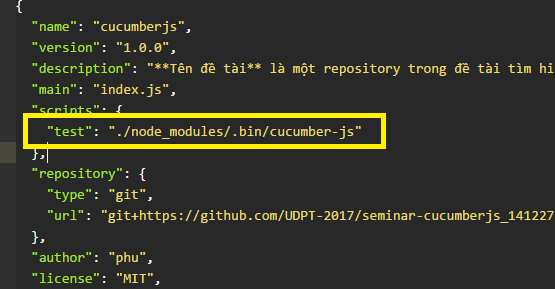 {
"name": "cucumberjs",
"version": "1.0.0",
"description": "**Tên đề tài** là một repository trong đề tài tìm hi
"main": "index.js",
"scripts": {
"test": "./node_modules/.bin/cucumber-js"
},
"repository": {
"type": "git",
"url": "git+https://github.com/UDPT-2017/seminar-cucumberjs_141227
},
"author": "phu",
"license": "MIT",